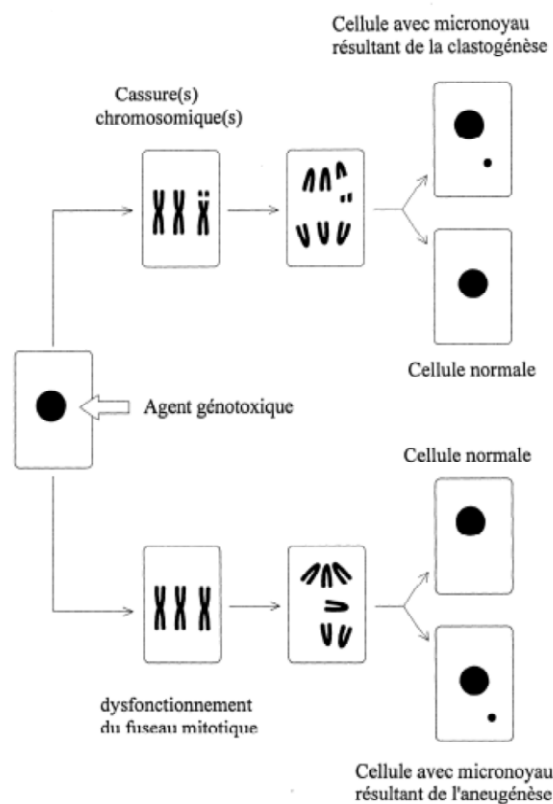 Cellule avec micronoyau
résultant de la clastogénèse
Cassure(s)
chromosomique(s)
Cellule normale
Agent génotoxique
Cellule normale
dysfonctionnement
du fuseau mitotique
Cellule avec micronoyau
résultant de l'aneugénèse